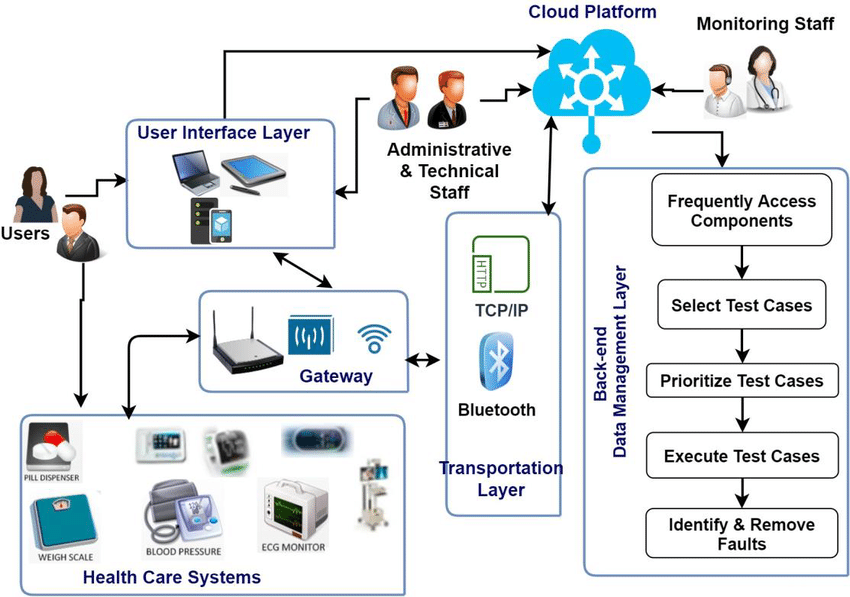 Cloud Platform
Monitoring Staff
User Interface Layer
Administrative
& Technical
Staff
Users
Frequently Access
Components
HTTP
TCP/IP
Select Test Cases
Back-end
Data Management Layer
Gateway
Prioritize Test Cases
Bluetooth
Execute Test Cases
Transportation
Layer
PILL DISPENSER
Identify & Remove
Faults
WEIGH SCALE
BLOOD PRESSURE
ECG MONITOR
Health Care Systems